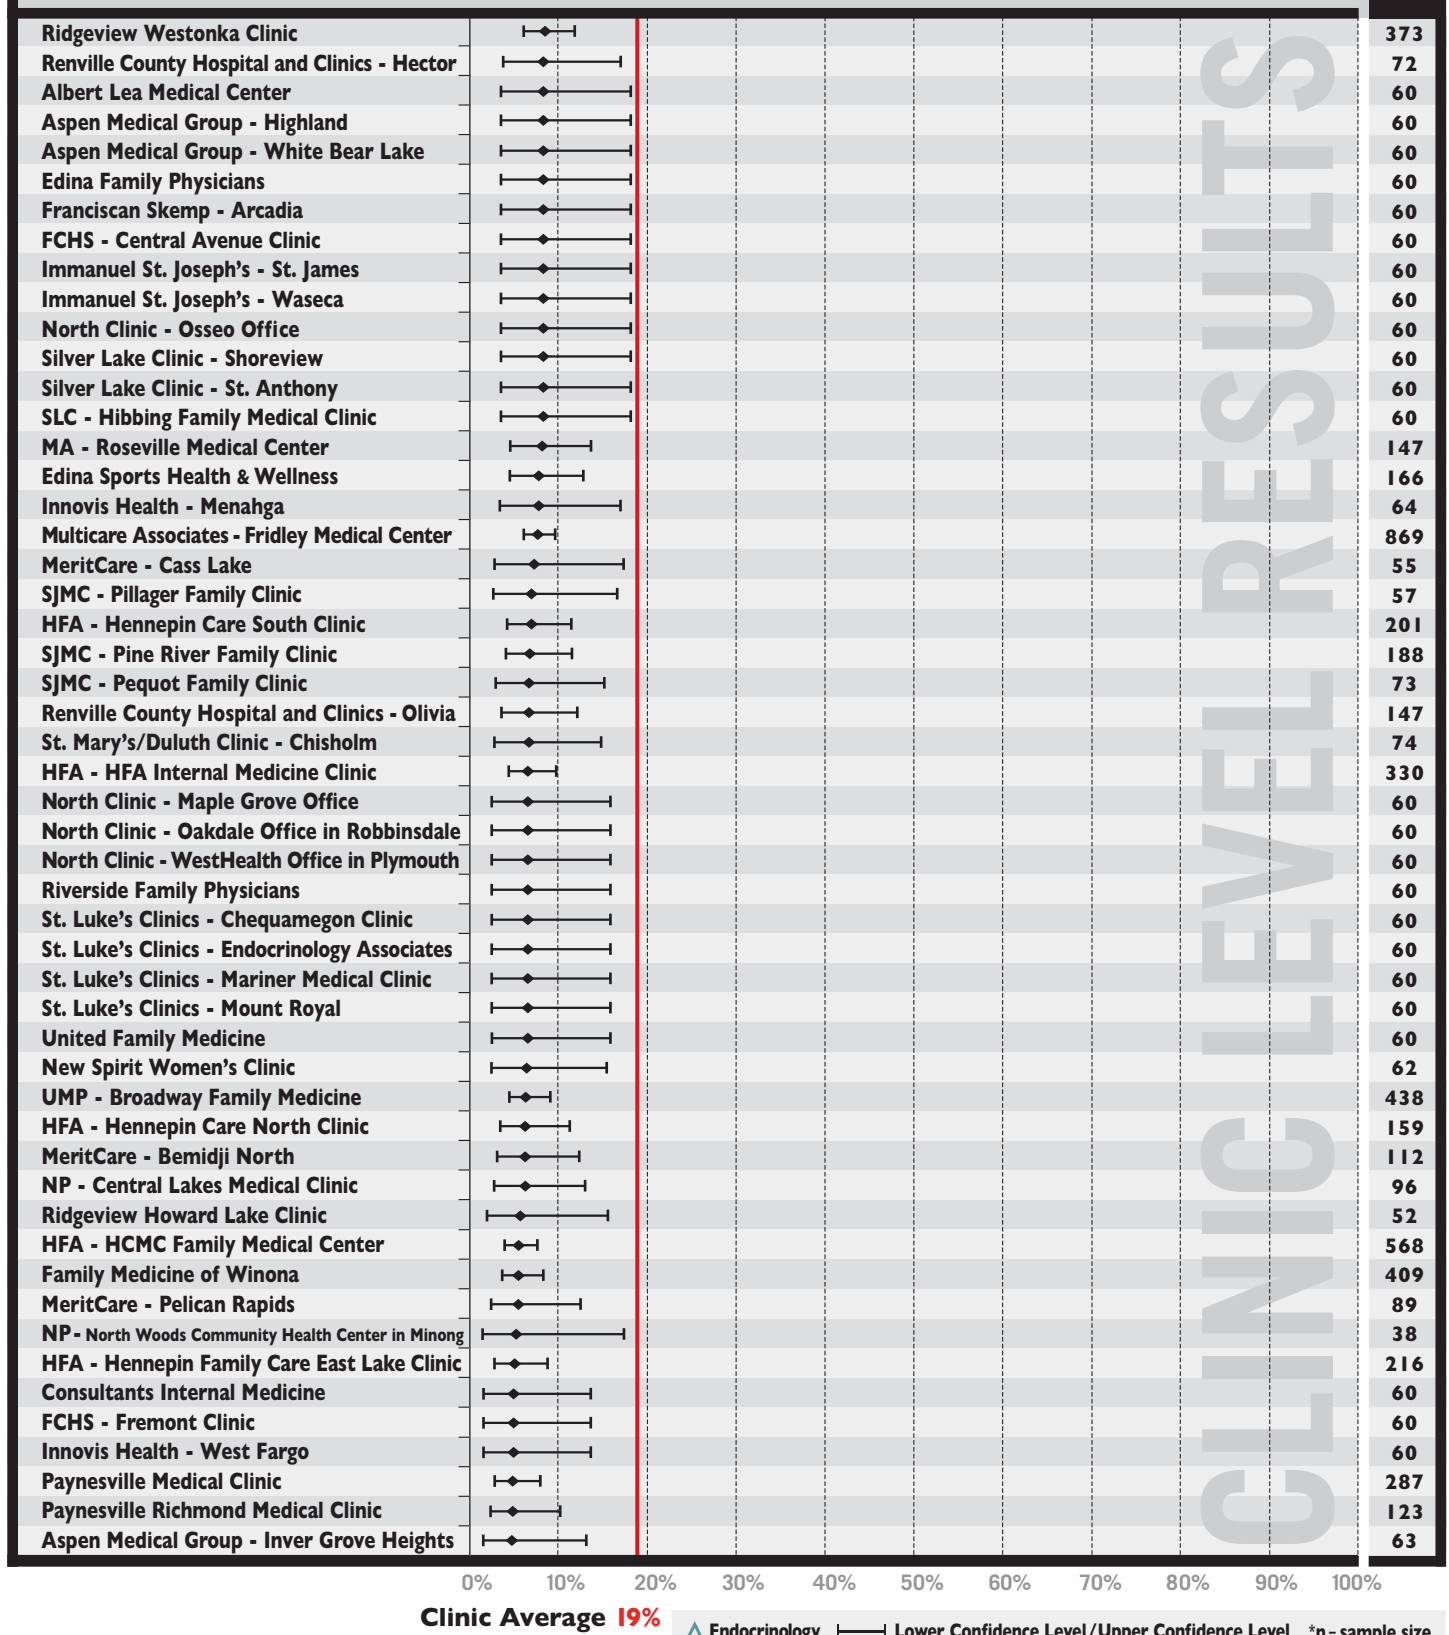 Ridgeview Westonka Clinic 373
Renville County Hospital and Clinics - Hector 72
Albert Lea Medical Center 60
Aspen Medical Group - Highland 60
Aspen Medical Group - White Bear Lake 60
Edina Family Physicians 60
Franciscan Skemp - Arcadia 60
FCHS - Central Avenue Clinic 60
Immanuel St. Joseph's - St. James 60
Immanuel St. Joseph's - Waseca 60
North Clinic - Osseo Office 60
Silver Lake Clinic - Shoreview 60
Silver Lake Clinic - St. Anthony 60
SLC - Hibbing Family Medical Clinic 60
MA - Roseville Medical Center 147
Edina Sports Health & Wellness 166
Innovis Health - Menahga 64
Multicare Associates - Fridley Medical Center 869
MeritCare - Cass Lake 55
SJMC - Pillager Family Clinic 57
HFA - Hennepin Care South Clinic 201
SJMC - Pine River Family Clinic 188
SJMC - Pequot Family Clinic 73
Renville County Hospital and Clinics - Olivia 147
St. Mary's/Duluth Clinic - Chisholm 74
HFA - HFA Internal Medicine Clinic 330
North Clinic - Maple Grove Office 60
North Clinic - Oakdale Office in Robbinsdale 60
North Clinic - WestHealth Office in Plymouth 60
Riverside Family Physicians 60
St. Luke's Clinics - Chequamegon Clinic 60
St. Luke's Clinics - Endocrinology Associates 60
St. Luke's Clinics - Mariner Medical Clinic 60
St. Luke's Clinics - Mount Royal 60
United Family Medicine 60
New Spirit Women's Clinic 62
UMP - Broadway Family Medicine 438
HFA - Hennepin Care North Clinic 159
MeritCare - Bemidji North 112
NP - Central Lakes Medical Clinic 96
Ridgeview Howard Lake Clinic 52
HFA - HCMC Family Medical Center 568
Family Medicine of Winona 409
MeritCare - Pelican Rapids 89
NP- North Woods Community Health Center in Minong 38
HFA - Hennepin Family Care East Lake Clinic 216
Consultants Internal Medicine 60
FCHS - Fremont Clinic 60
Innovis Health - West Fargo 60
Paynesville Medical Clinic 287
Paynesville Richmond Medical Clinic 123
Aspen Medical Group - Inver Grove Heights 63
CLINIC LEVEL RESULTS
0% 10% 20% 30% 40% 50% 60% 70% 80% 90% 100%
Clinic Average 19%
Endocrinology Lower Confidence Level/Upper Confidence Level *n - sample size